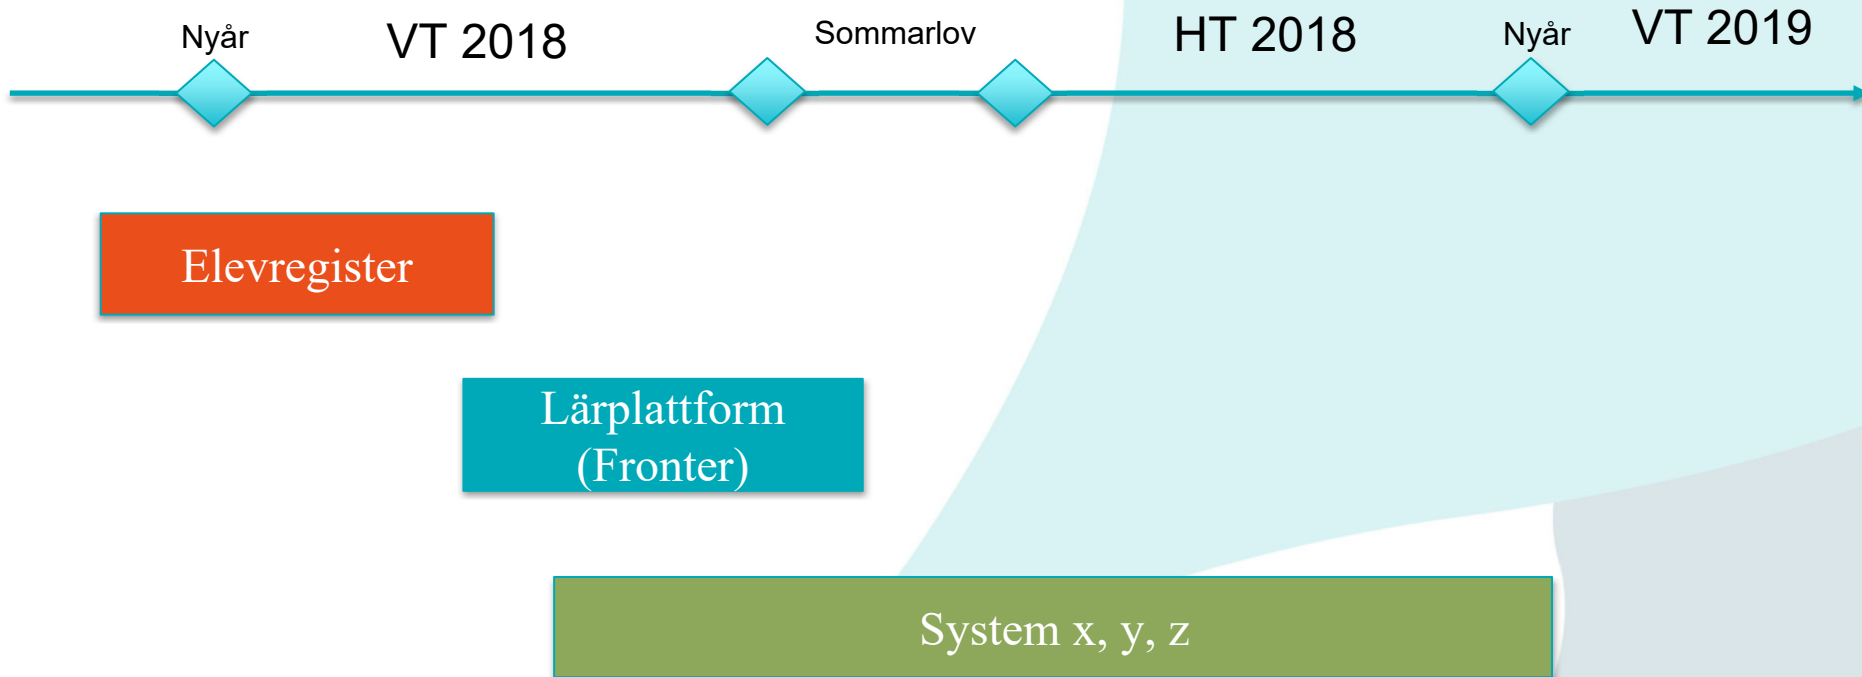 Nyår
VT 2018
Sommarlov
HT 2018
Nyår
VT 2019
Elevregister
Lärplattform
(Fronter)
System x, y, z